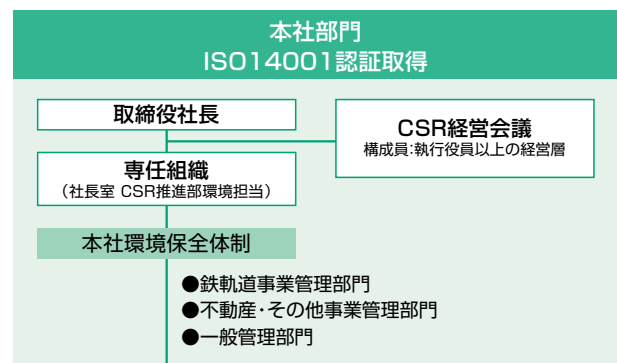 本社部門
ISO14001認証取得
取締役社長
CSR経営会議
構成員:執行役員以上の経営層
専任組織
(社長室 CSR推進部環境担当)
本社環境保全体制
●鉄軌道事業管理部門
●不動産・その他事業管理部門
●一般管理部門